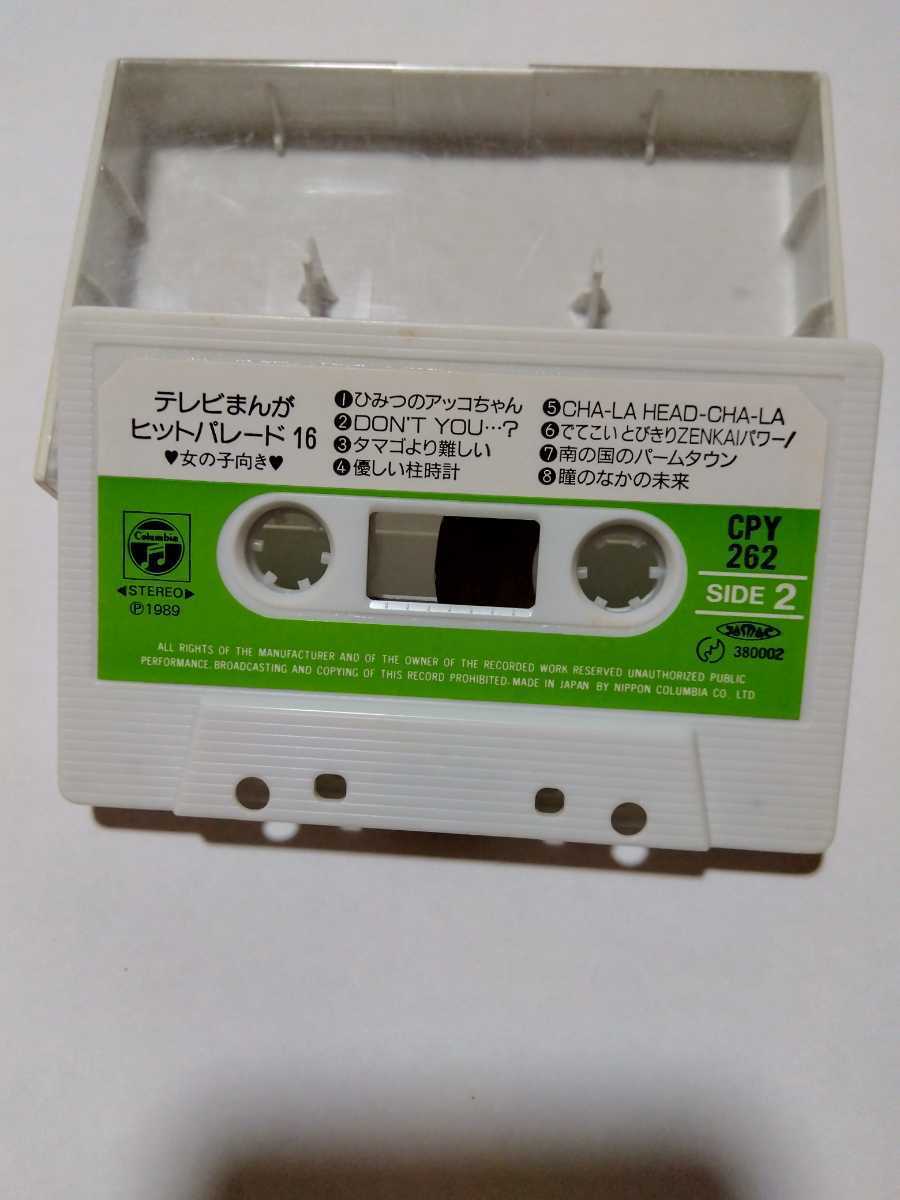 テレビまんが
ヒットパレード 16
♥女の子向き♥
❶ひみつのアッコちゃん
❷DON'T YOU…?
❸タマゴより難しい
❹優しい柱時計
❺CHA-LA HEAD-CHA-LA
❻でてこい とびきりZENKAIパワー!
❼南の国のパームタウン
❽瞳のなかの未来
Columbia
◀STEREO▶
Ⓟ1989
CPY
262
SIDE 2
JASRAC
380002
ALL RIGHTS OF THE MANUFACTURER AND OF THE OWNER OF THE RECORDED WORK RESERVED UNAUTHORIZED PUBLIC
PERFORMANCE. BROADCASTING AND COPYING OF THIS RECORD PROHIBITED. MADE IN JAPAN BY NIPPON COLUMBIA CO. LTD